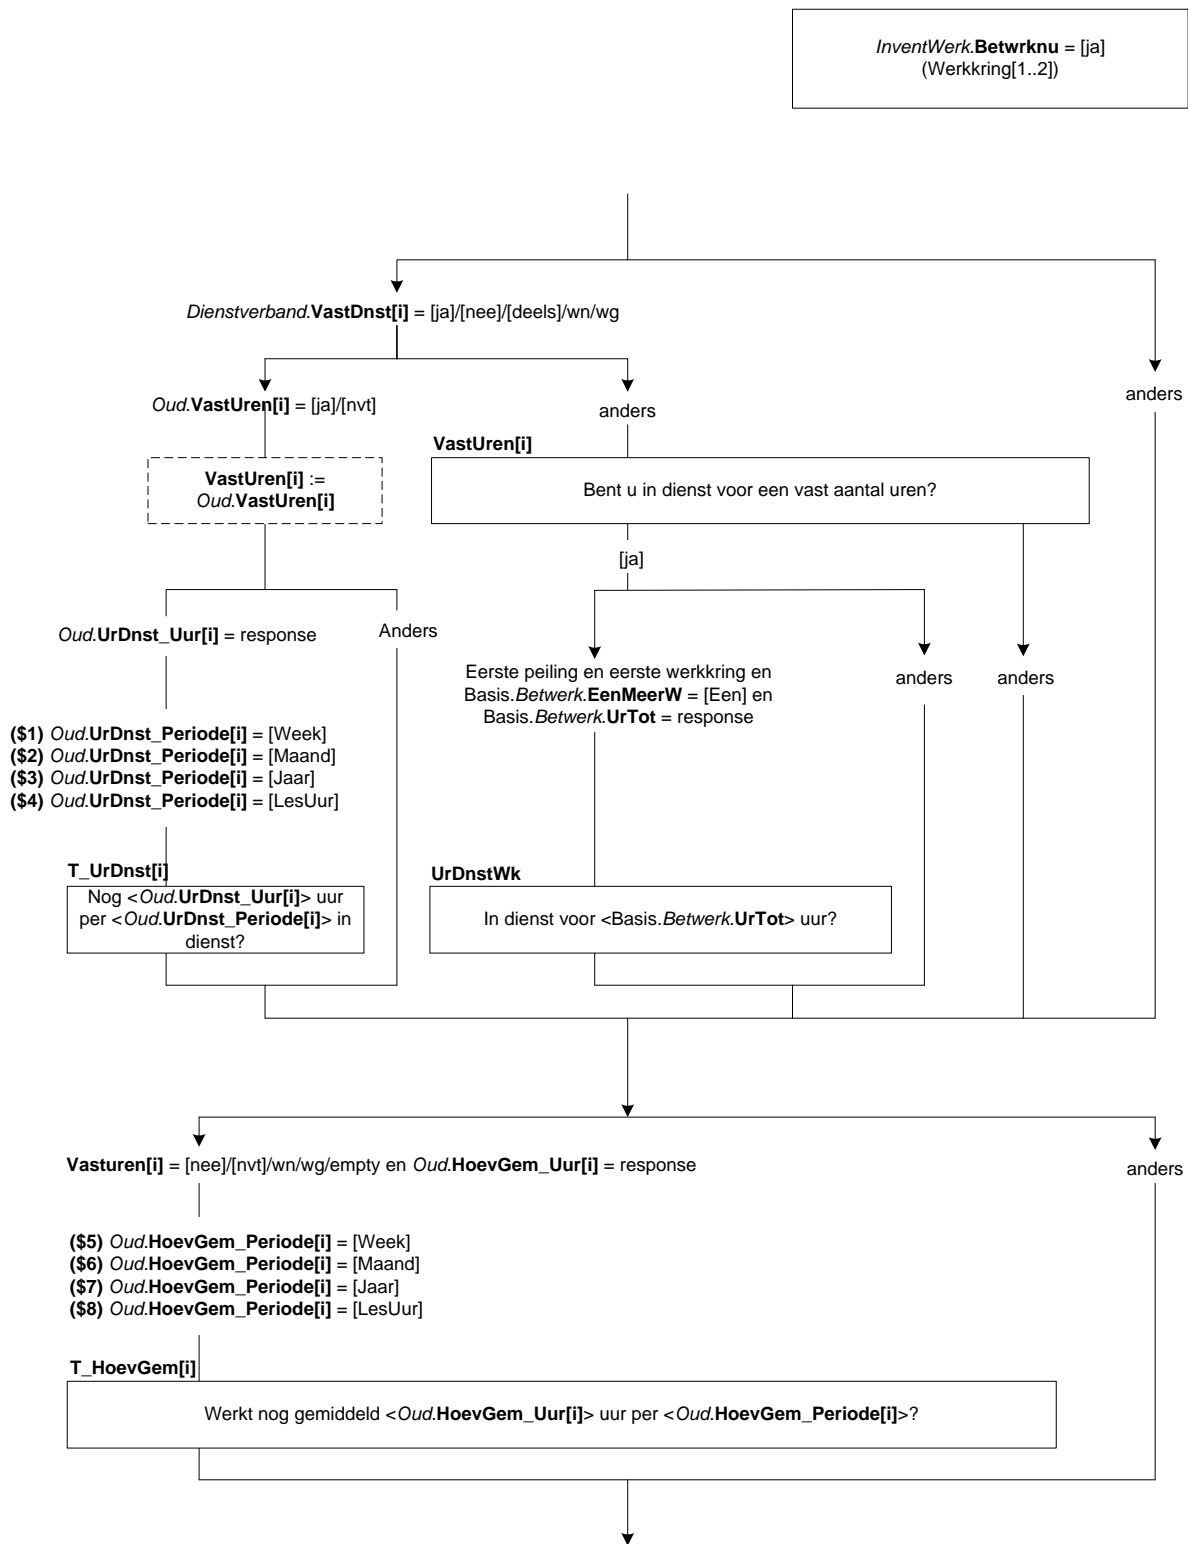 InventWerk.Betwrknu = [ja]
(Werkkring[1..2])
Dienstverband.VastDnst[i] = [ja]/[nee]/[deels]/wn/wg
anders
Oud.VastUren[i] = [ja]/[nvt]
anders
VastUren[i]
VastUren[i] :=
Oud.VastUren[i]
Bent u in dienst voor een vast aantal uren?
[ja]
Oud.UrDnst_Uur[i] = response
Anders
Eerste peiling en eerste werkkring en
Basis.Betwerk.EenMeerW = [Een] en
Basis.Betwerk.UrTot = response
anders
anders
($1) Oud.UrDnst_Periode[i] = [Week]
($2) Oud.UrDnst_Periode[i] = [Maand]
($3) Oud.UrDnst_Periode[i] = [Jaar]
($4) Oud.UrDnst_Periode[i] = [LesUur]
T_UrDnst[i]
Nog <Oud.UrDnst_Uur[i]> uur
per <Oud.UrDnst_Periode[i]> in
dienst?
UrDnstWk
In dienst voor <Basis.Betwerk.UrTot> uur?
Vasturen[i] = [nee]/[nvt]/wn/wg/empty en Oud.HoevGem_Uur[i] = response
anders
($5) Oud.HoevGem_Periode[i] = [Week]
($6) Oud.HoevGem_Periode[i] = [Maand]
($7) Oud.HoevGem_Periode[i] = [Jaar]
($8) Oud.HoevGem_Periode[i] = [LesUur]
T_HoevGem[i]
Werkt nog gemiddeld <Oud.HoevGem_Uur[i]> uur per <Oud.HoevGem_Periode[i]>?